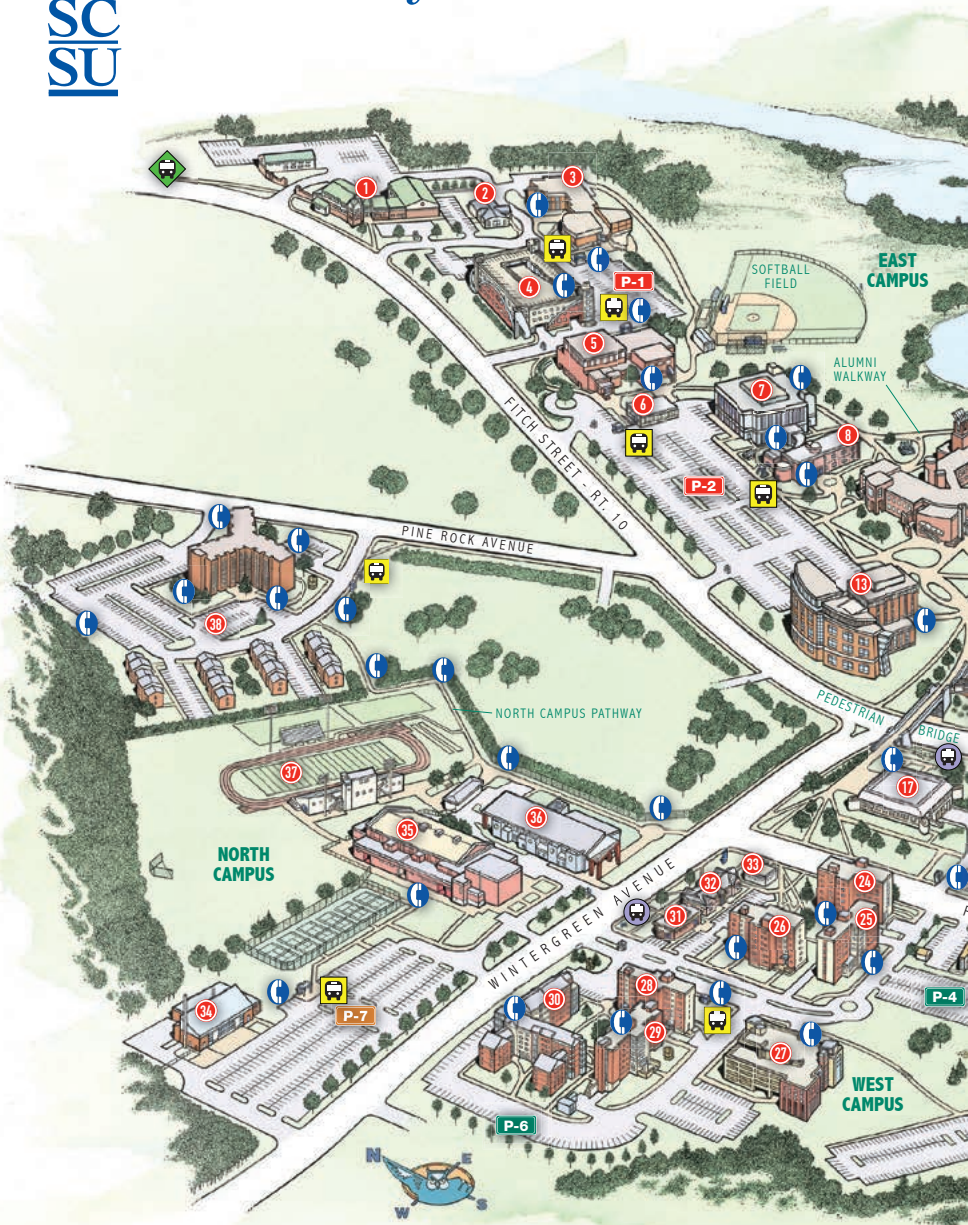 SC
SU
1
2
3
4
P-1
SOFTBALL
FIELD
EAST
CAMPUS
5
ALUMNI
WALKWAY
6
7
8
FITCH STREET - RT. 10
P-2
PINE ROCK AVENUE
13
38
PEDESTRIAN
BRIDGE
NORTH CAMPUS PATHWAY
37
17
36
35
NORTH
CAMPUS
WINTERGREEN AVENUE
33
32
31
24
25
26
P-4
28
30
29
34
P-7
27
WEST
CAMPUS
P-6
N
E
W
S